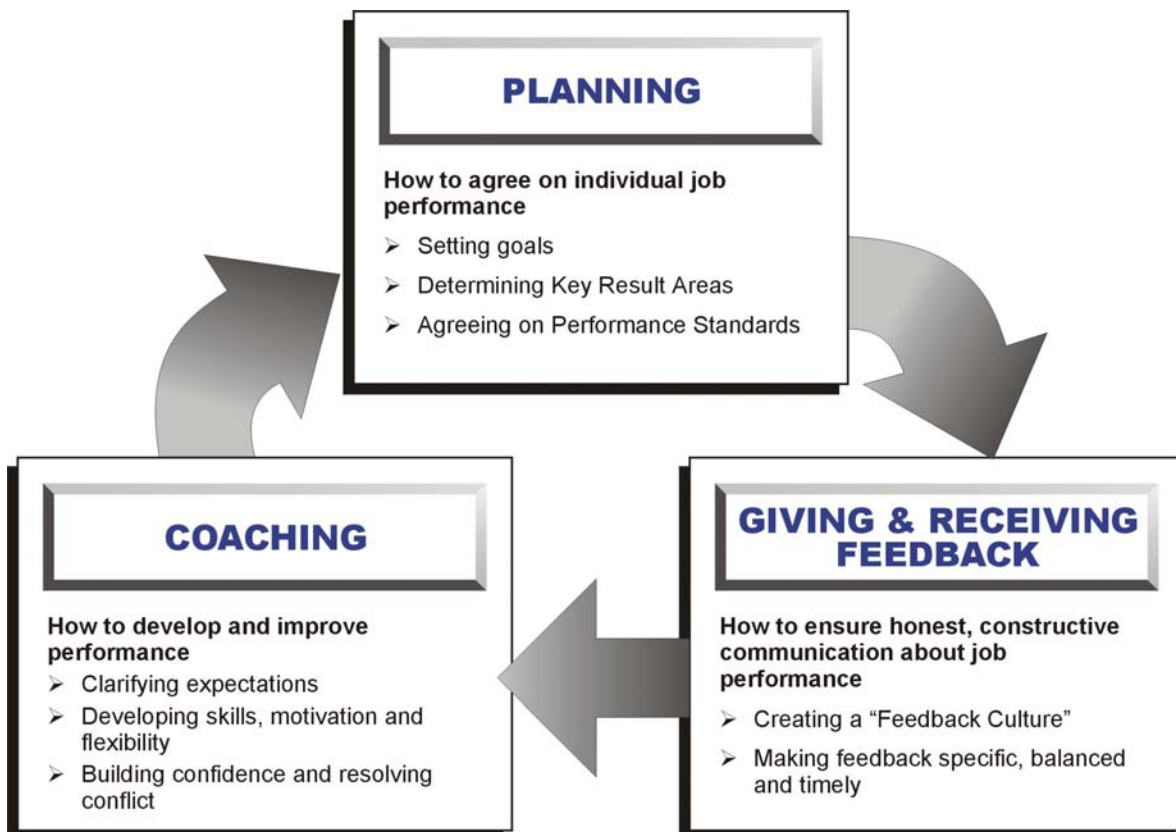 PLANNING
How to agree on individual job
performance
➢ Setting goals
➢ Determining Key Result Areas
➢ Agreeing on Performance Standards
COACHING
How to develop and improve
performance
➢ Clarifying expectations
➢ Developing skills, motivation and
flexibility
➢ Building confidence and resolving
conflict
GIVING & RECEIVING
FEEDBACK
How to ensure honest, constructive
communication about job
performance
➢ Creating a “Feedback Culture”
➢ Making feedback specific, balanced
and timely